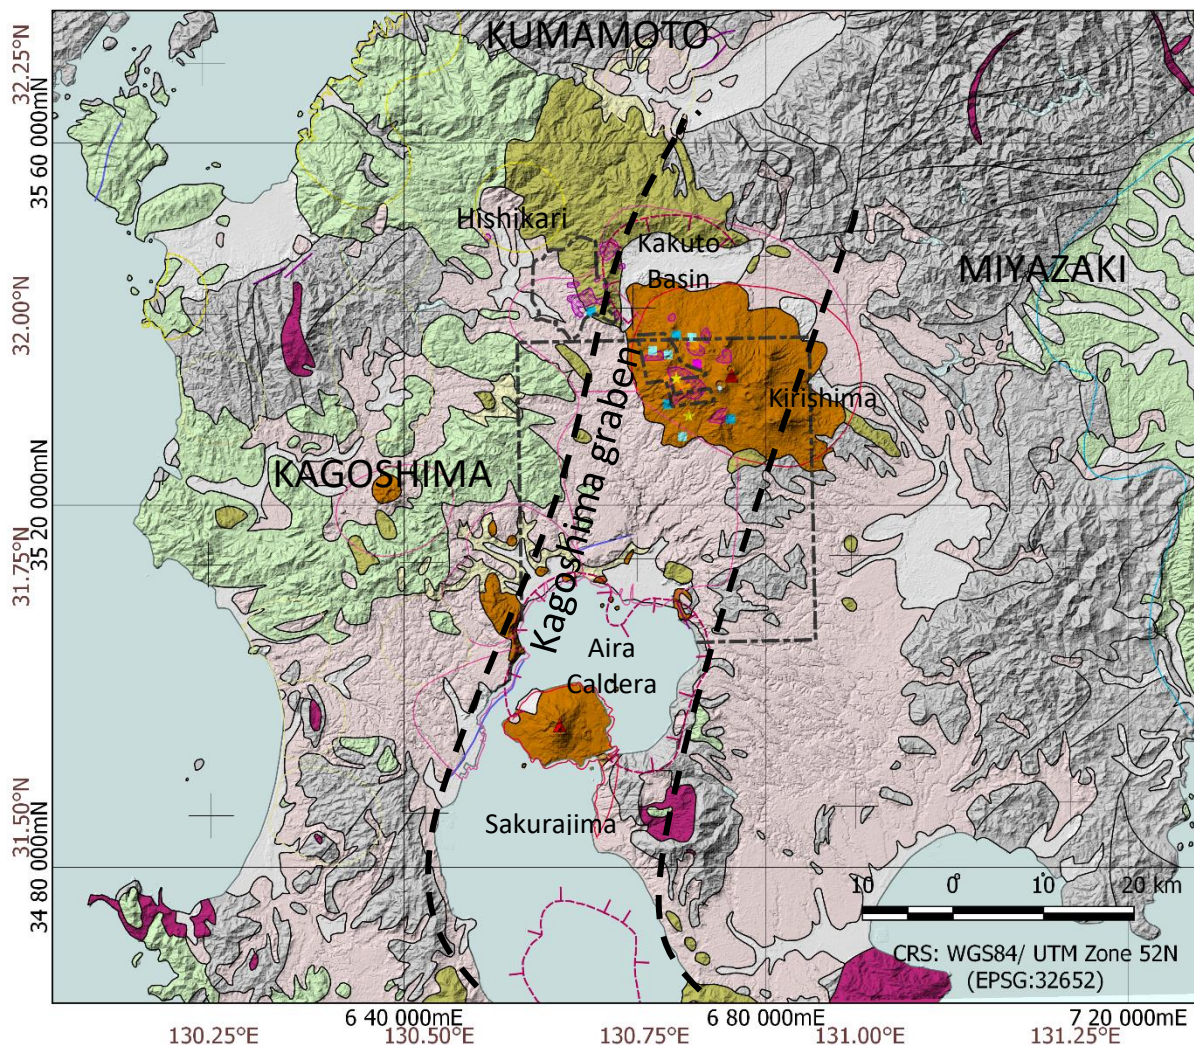 KUMAMOTO
32.25°N
35 60 000mN
Hishikari
Kakuto
Basin
MIYAZAKI
32.00°N
Kirishima
Kagoshima graben
KAGOSHIMA
35 20 000mN
31.75°N
Aira
Caldera
31.50°N
Sakurajima
34 80 000mN
10 0 10 20 km
CRS: WGS84/ UTM Zone 52N
(EPSG:32652)
6 40 000mE 6 80 000mE 7 20 000mE
130.25°E 130.50°E 130.75°E 131.00°E 131.25°E